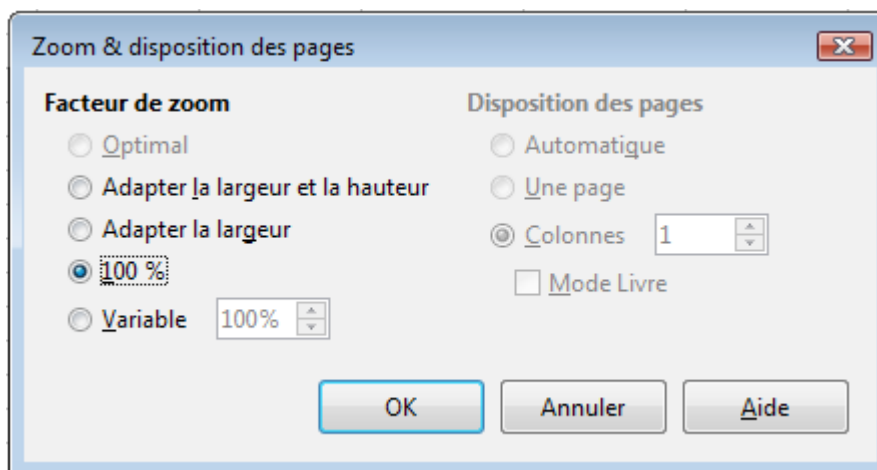 Zoom & disposition des pages
Facteur de zoom
Optimal
Adapter la largeur et la hauteur
Adapter la largeur
100 %
Variable 100%
Disposition des pages
Automatique
Une page
Colonnes 1
Mode Livre
OK Annuler Aide